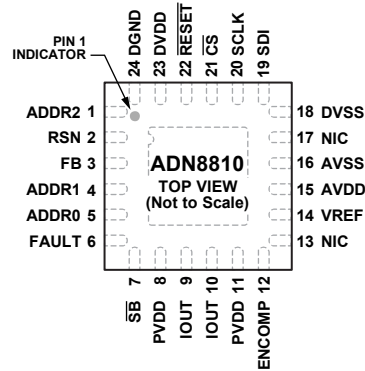 PIN 1
INDICATOR
24 DGND
23 DVDD
22 RESET
21 CS
20 SCLK
19 SDI
ADDR2 1
RSN 2
FB 3
ADDR1 4
ADDR0 5
FAULT 6
ADN8810
TOP VIEW
(Not to Scale)
18 DVSS
17 NIC
16 AVSS
15 AVDD
14 VREF
13 NIC
SB 7
PVDD 8
IOUT 9
IOUT 10
PVDD 11
ENCOMP 12